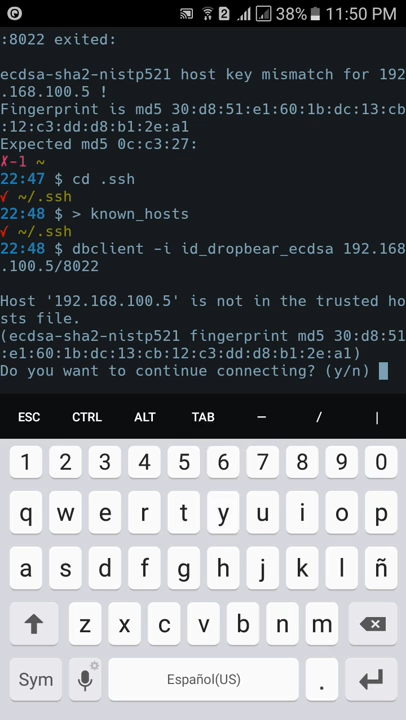 2 38% 11:50 PM
:8022 exited:
ecdsa-sha2-nistp521 host key mismatch for 192
.168.100.5 !
Fingerprint is md5 30:d8:51:e1:60:1b:dc:13:cb
:12:c3:dd:d8:b1:2e:a1
Expected md5 0c:c3:27:
✗-1 ~
22:47 $ cd .ssh
✓ ~/.ssh
22:48 $ > known_hosts
✓ ~/.ssh
22:48 $ dbclient -i id_dropbear_ecdsa 192.168
.100.5/8022
Host '192.168.100.5' is not in the trusted ho
sts file.
(ecdsa-sha2-nistp521 fingerprint md5 30:d8:51
:e1:60:1b:dc:13:cb:12:c3:dd:d8:b1:2e:a1)
Do you want to continue connecting? (y/n)
ESC CTRL ALT TAB — / |
1 2 3 4 5 6 7 8 9 0
q w e r t y u i o p
a s d f g h j k l ñ
z x c v b n m
Sym Español(US) .